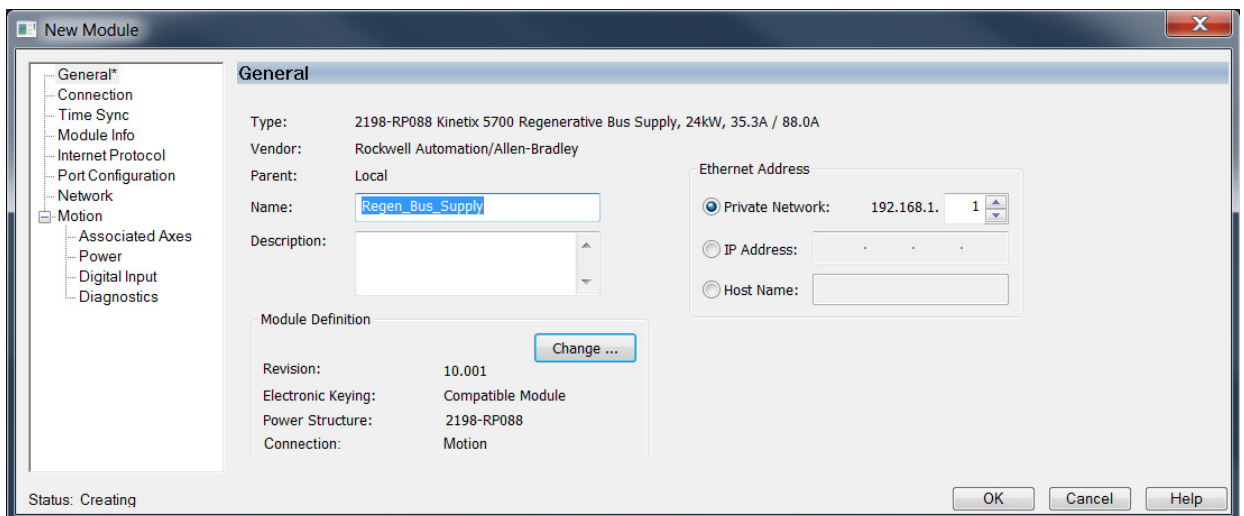 New Module
General*
Connection
Time Sync
Module Info
Internet Protocol
Port Configuration
Network
Motion
Associated Axes
Power
Digital Input
Diagnostics
General
Type: 2198-RP088 Kinetix 5700 Regenerative Bus Supply, 24kW, 35.3A / 88.0A
Vendor: Rockwell Automation/Allen-Bradley
Parent: Local
Name: Regen_Bus_Supply
Description:
Ethernet Address
Private Network: 192.168.1. 1
IP Address: . . .
Host Name:
Module Definition
Change ...
Revision: 10.001
Electronic Keying: Compatible Module
Power Structure: 2198-RP088
Connection: Motion
Status: Creating
OK Cancel Help